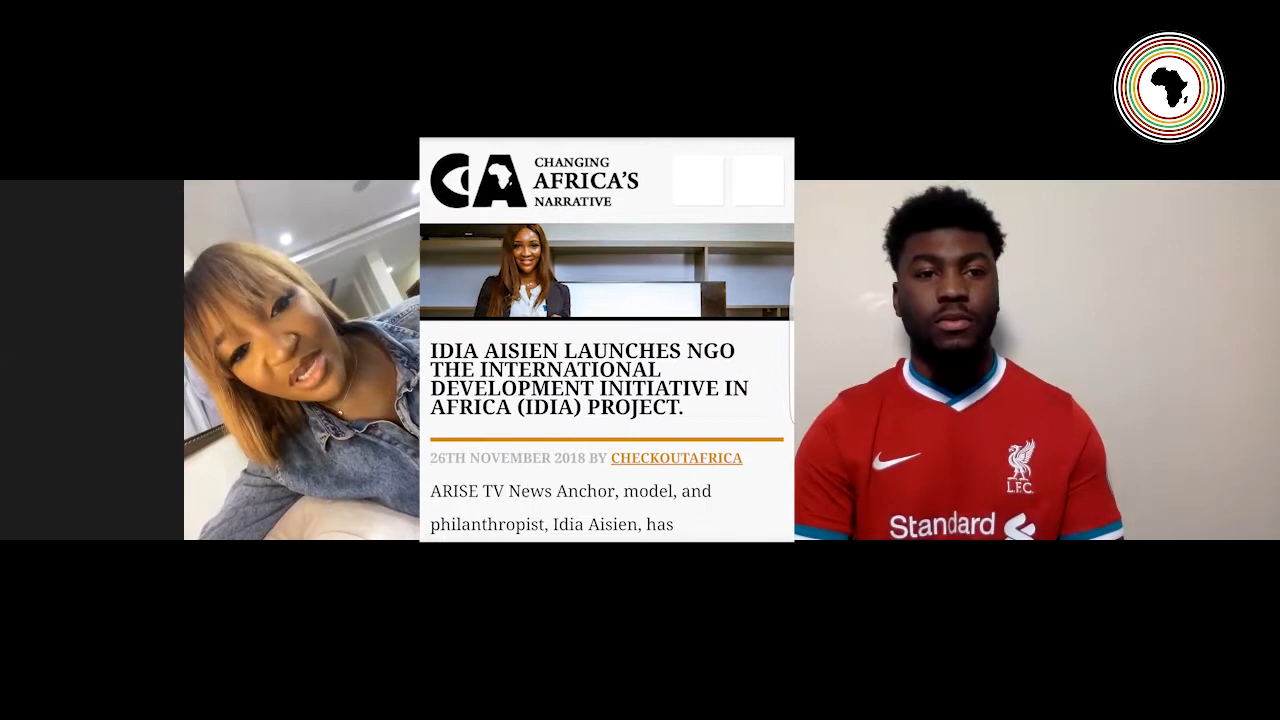 CA
CHANGING
AFRICA'S
NARRATIVE
IDIA AISIEN LAUNCHES NGO
THE INTERNATIONAL
DEVELOPMENT INITIATIVE IN
AFRICA (IDIA) PROJECT.
26TH NOVEMBER 2018 BY CHECKOUTAFRICA
ARISE TV News Anchor, model, and
philanthropist, Idia Aisien, has
L.F.C.
Standard